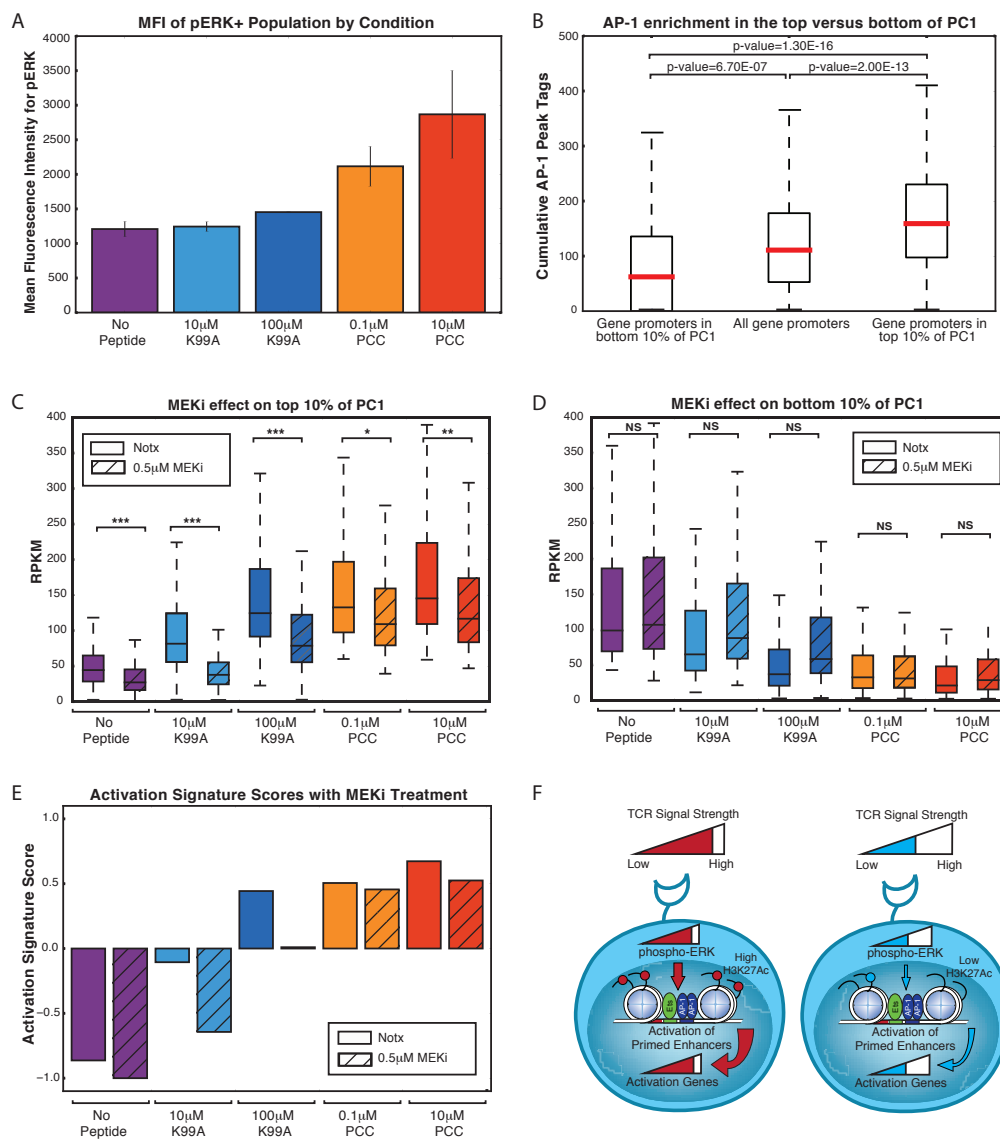 A
MFI of pERK+ Population by Condition
Mean Fluorescence Intensity for pERK
4000
3500
3000
2500
2000
1500
1000
500
0
No
Peptide
10μM
K99A
100μM
K99A
0.1μM
PCC
10μM
PCC
B
AP-1 enrichment in the top versus bottom of PC1
p-value=1.30E-16
p-value=6.70E-07
p-value=2.00E-13
Cumulative AP-1 Peak Tags
500
400
300
200
100
0
Gene promoters in
bottom 10% of PC1
All gene promoters
Gene promoters in
top 10% of PC1
C
MEKi effect on top 10% of PC1
Notx
0.5μM MEKi
***
***
***
*
**
RPKM
400
350
300
250
200
150
100
50
0
No
Peptide
10μM
K99A
100μM
K99A
0.1μM
PCC
10μM
PCC
D
MEKi effect on bottom 10% of PC1
NS
NS
NS
NS
NS
Notx
0.5μM MEKi
RPKM
400
350
300
250
200
150
100
50
0
No
Peptide
10μM
K99A
100μM
K99A
0.1μM
PCC
10μM
PCC
E
Activation Signature Scores with MEKi Treatment
Activation Signature Score
1.0
0.5
0.0
−0.5
−1.0
Notx
0.5μM MEKi
No
Peptide
10μM
K99A
100μM
K99A
0.1μM
PCC
10μM
PCC
F
TCR Signal Strength
Low
High
phospho-ERK
High
H3K27Ac
Ets
AP-1
AP-1
Activation of
Primed Enhancers
Activation Genes
TCR Signal Strength
Low
High
phospho-ERK
Low
H3K27Ac
Ets
AP-1
AP-1
Activation of
Primed Enhancers
Activation Genes